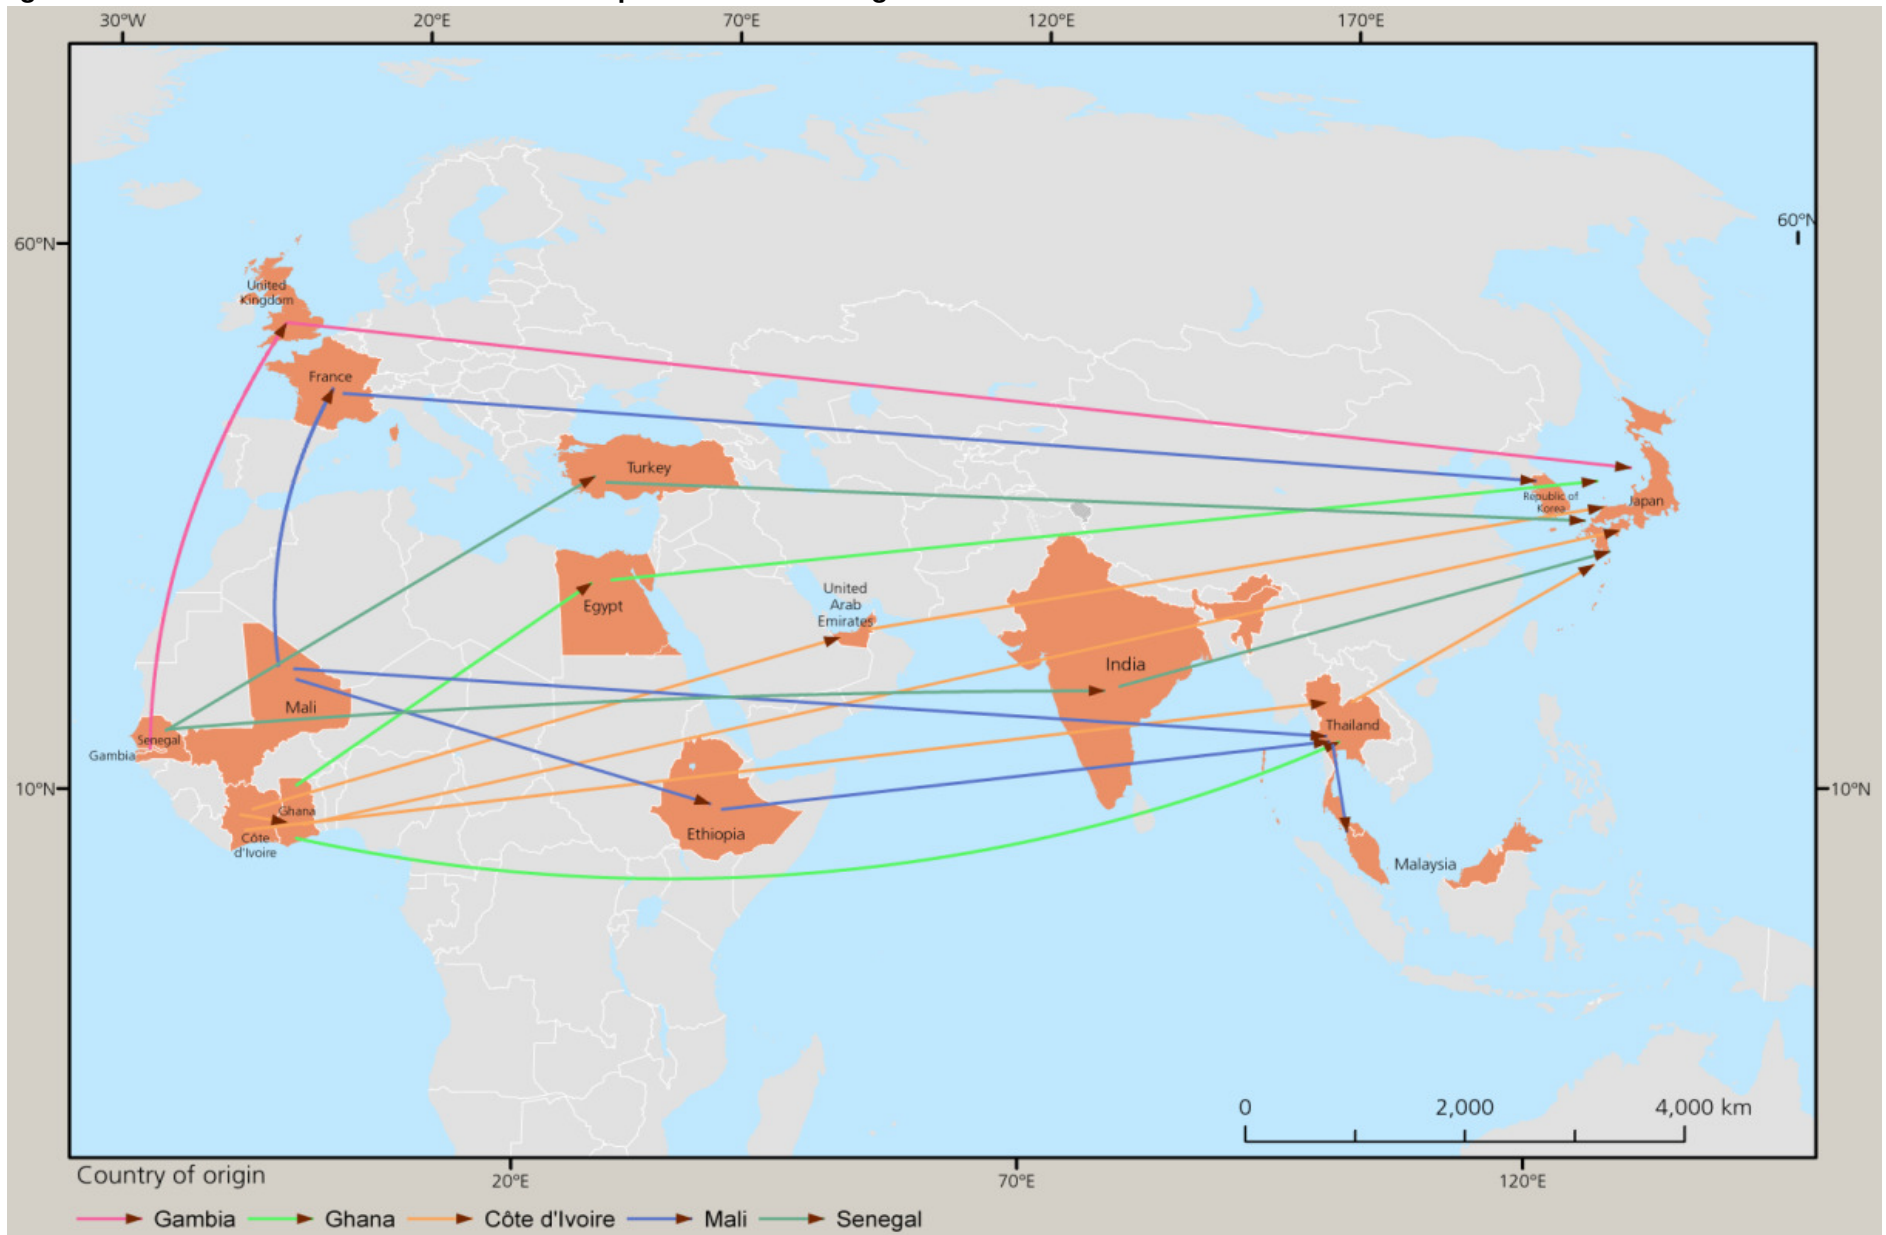 30°W 20°E 70°E 120°E 170°E
60°N
60°N
United
Kingdom
France
Turkey
Republic of
Korea
Japan
Egypt
United
Arab
Emirates
India
Mali
Senegal
Gambia
Thailand
10°N
10°N
Ghana
Côte
d'Ivoire
Ethiopia
Malaysia
0 2,000 4,000 km
Country of origin
20°E 70°E 120°E
Gambia Ghana Côte d'Ivoire Mali Senegal